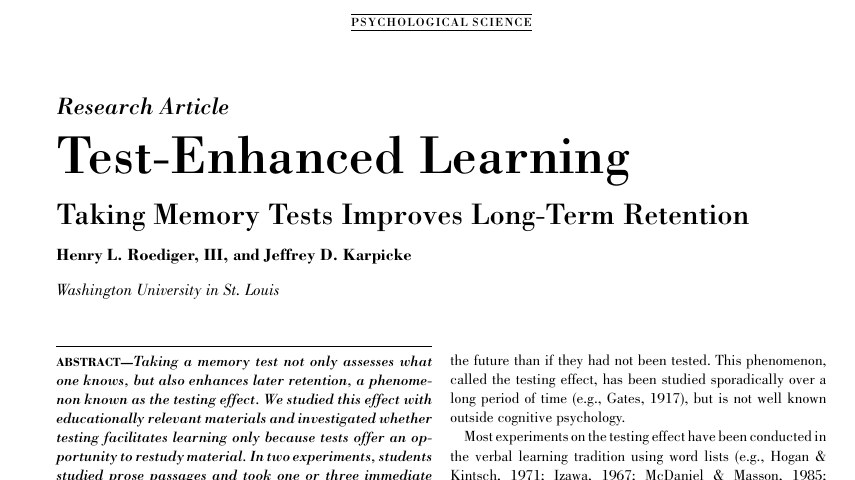 PSYCHOLOGICAL SCIENCE
Research Article
Test-Enhanced Learning
Taking Memory Tests Improves Long-Term Retention
Henry L. Roediger, III, and Jeffrey D. Karpicke
Washington University in St. Louis
ABSTRACT—Taking a memory test not only assesses what
one knows, but also enhances later retention, a phenome-
non known as the testing effect. We studied this effect with
educationally relevant materials and investigated whether
testing facilitates learning only because tests offer an op-
portunity to restudy material. In two experiments, students
studied prose passages and took one or three immediate
the future than if they had not been tested. This phenomenon,
called the testing effect, has been studied sporadically over a
long period of time (e.g., Gates, 1917), but is not well known
outside cognitive psychology.
Most experiments on the testing effect have been conducted in
the verbal learning tradition using word lists (e.g., Hogan &
Kintsch, 1971; Izawa, 1967; McDaniel & Masson, 1985;